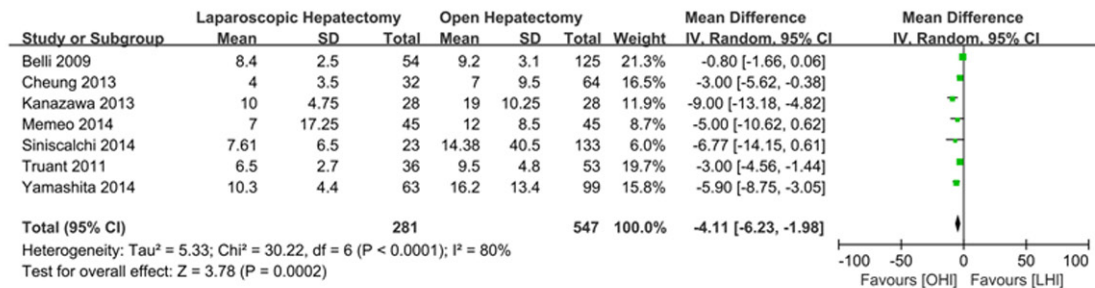 Laparoscopic Hepatectomy Open Hepatectomy Mean Difference Mean Difference
Study or Subgroup Mean SD Total Mean SD Total Weight IV, Random, 95% CI IV, Random, 95% CI
Belli 2009 8.4 2.5 54 9.2 3.1 125 21.3% -0.80 [-1.66, 0.06]
Cheung 2013 4 3.5 32 7 9.5 64 16.5% -3.00 [-5.62, -0.38]
Kanazawa 2013 10 4.75 28 19 10.25 28 11.9% -9.00 [-13.18, -4.82]
Memeo 2014 7 17.25 45 12 8.5 45 8.7% -5.00 [-10.62, 0.62]
Siniscalchi 2014 7.61 6.5 23 14.38 40.5 133 6.0% -6.77 [-14.15, 0.61]
Truant 2011 6.5 2.7 36 9.5 4.8 53 19.7% -3.00 [-4.56, -1.44]
Yamashita 2014 10.3 4.4 63 16.2 13.4 99 15.8% -5.90 [-8.75, -3.05]
Total (95% CI) 281 547 100.0% -4.11 [-6.23, -1.98]
Heterogeneity: Tau² = 5.33; Chi² = 30.22, df = 6 (P < 0.0001); I² = 80%
Test for overall effect: Z = 3.78 (P = 0.0002)
-100 -50 0 50 100
Favours [OHI] Favours [LHI]